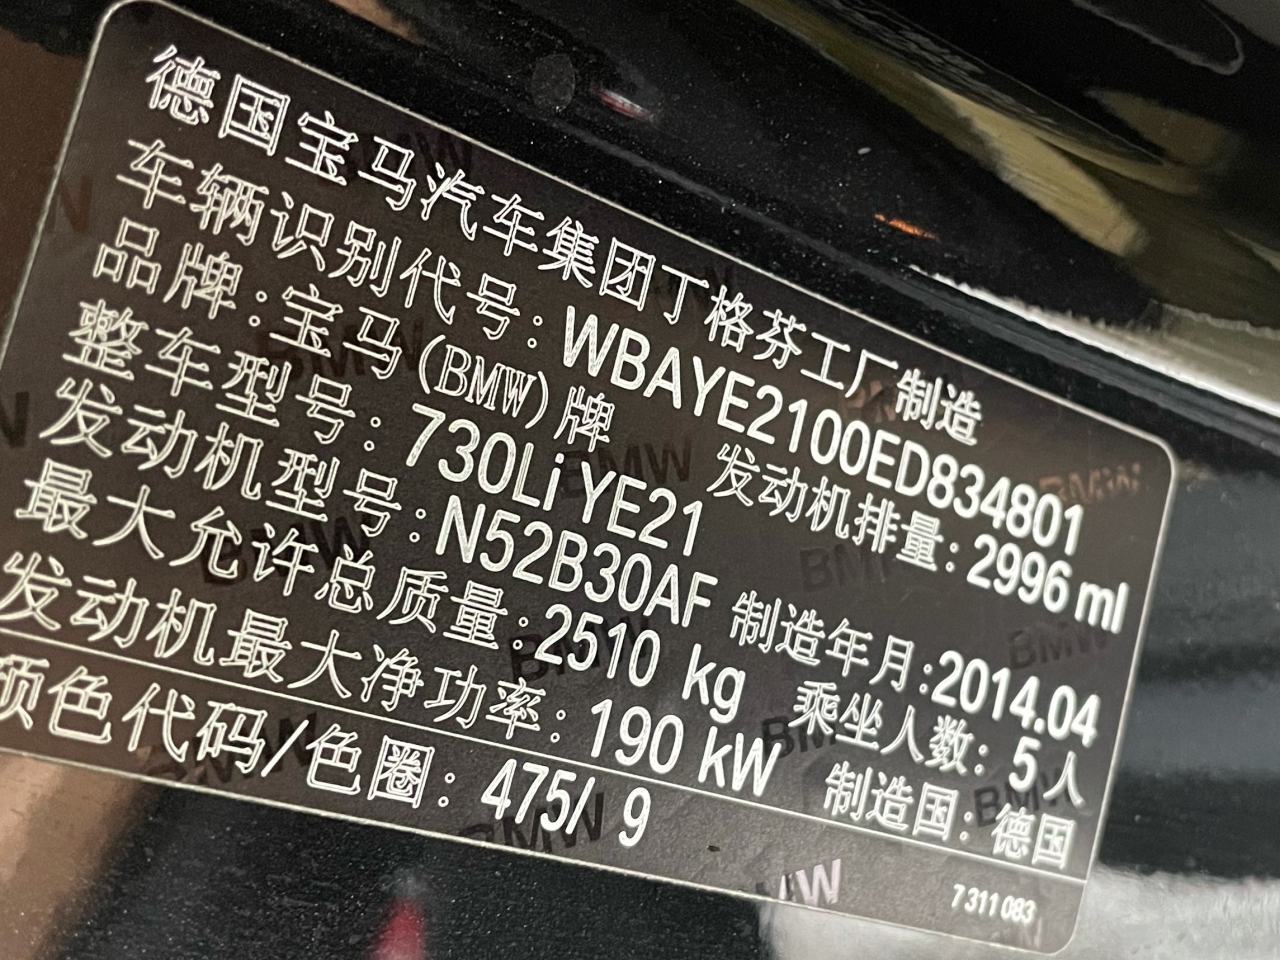 德国宝马汽车集团丁格芬工厂制造
车辆识别代号: WBAYE2100ED834801
品牌:宝马(BMW)牌 发动机排量: 2996 ml
整车型号: 730Li YE21
发动机型号: N52B30AF 制造年月:2014.04
最大允许总质量:2510 kg 乘坐人数: 5人
发动机最大净功率: 190 kW 制造国: 德国
颜色代码/色圈: 475/ 9
7 311 083